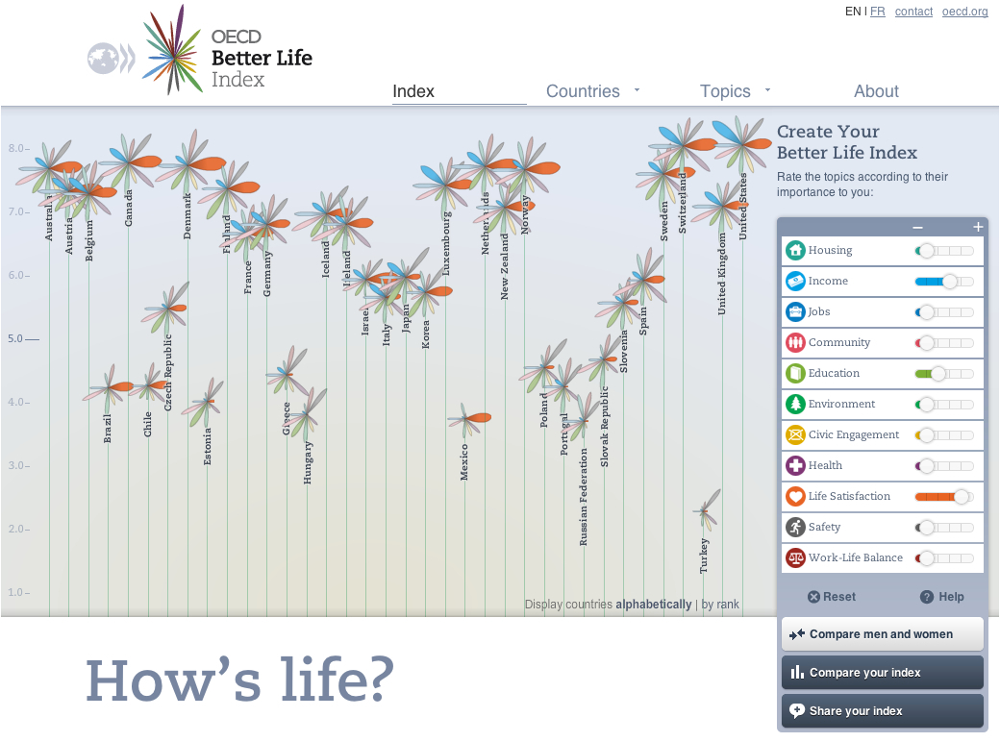 EN | FR contact oecd.org
OECD
Better Life
Index
Index Countries Topics About
Create Your
Better Life Index
Rate the topics according to their
importance to you:
− +
Housing
Income
Jobs
Community
Education
Environment
Civic Engagement
Health
Life Satisfaction
Safety
Work-Life Balance
Reset Help
Compare men and women
Compare your index
Share your index
8.0
7.0
6.0
5.0
4.0
3.0
2.0
1.0
Australia
Austria
Belgium
Brazil
Canada
Chile
Czech Republic
Denmark
Estonia
Finland
France
Germany
Greece
Hungary
Iceland
Ireland
Israel
Italy
Japan
Korea
Luxembourg
Mexico
Netherlands
New Zealand
Norway
Poland
Portugal
Russian Federation
Slovak Republic
Slovenia
Spain
Sweden
Switzerland
Turkey
United Kingdom
United States
Display countries alphabetically | by rank
How's life?